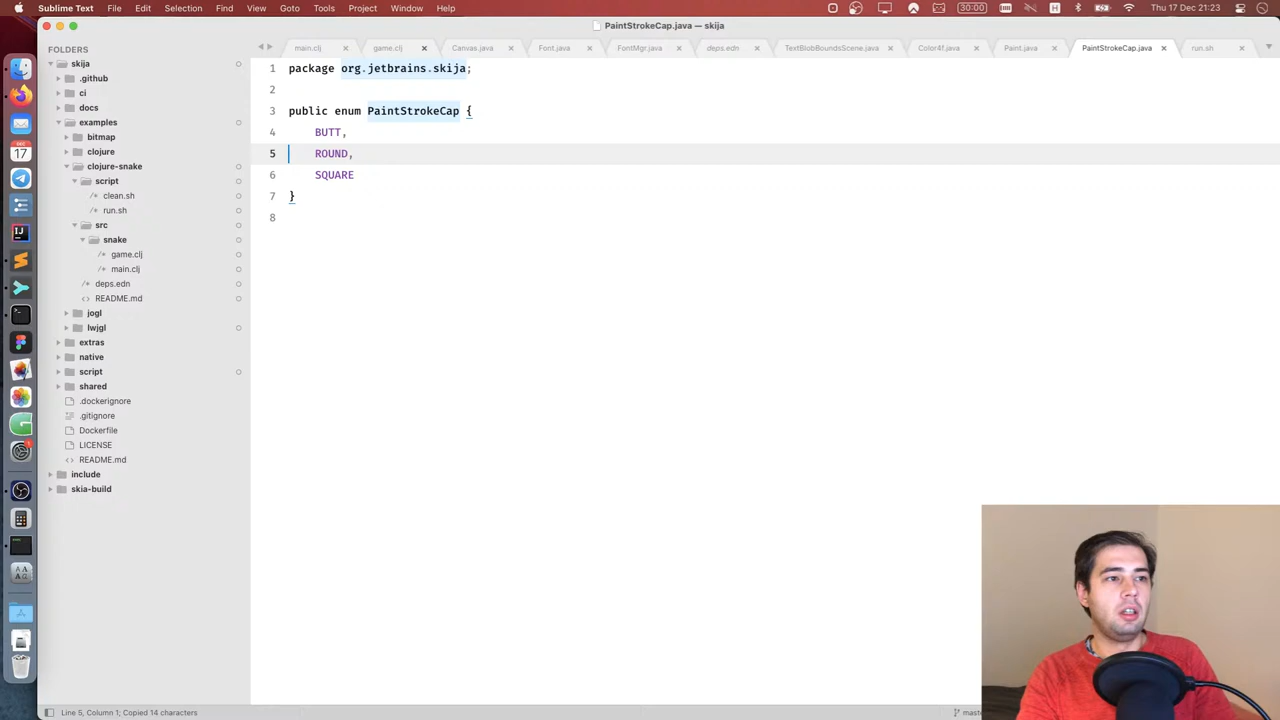 Sublime Text File Edit Selection Find View Goto Tools Project Window Help
30:00
Thu 17 Dec 21:23
PaintStrokeCap.java — skija
FOLDERS
main.clj
game.clj
Canvas.java
Font.java
FontMgr.java
deps.edn
TextBlobBoundsScene.java
Color4f.java
Paint.java
PaintStrokeCap.java
run.sh
skija
.github
ci
docs
examples
bitmap
clojure
clojure-snake
script
/* clean.sh
/* run.sh
src
snake
/* game.clj
/* main.clj
/* deps.edn
<> README.md
jogl
lwjgl
extras
native
script
shared
.dockerignore
.gitignore
Dockerfile
LICENSE
<> README.md
include
skia-build
1 package org.jetbrains.skija;
2
3 public enum PaintStrokeCap {
4 BUTT,
5 ROUND,
6 SQUARE
7 }
8
DEC
17
Line 5, Column 1; Copied 14 characters